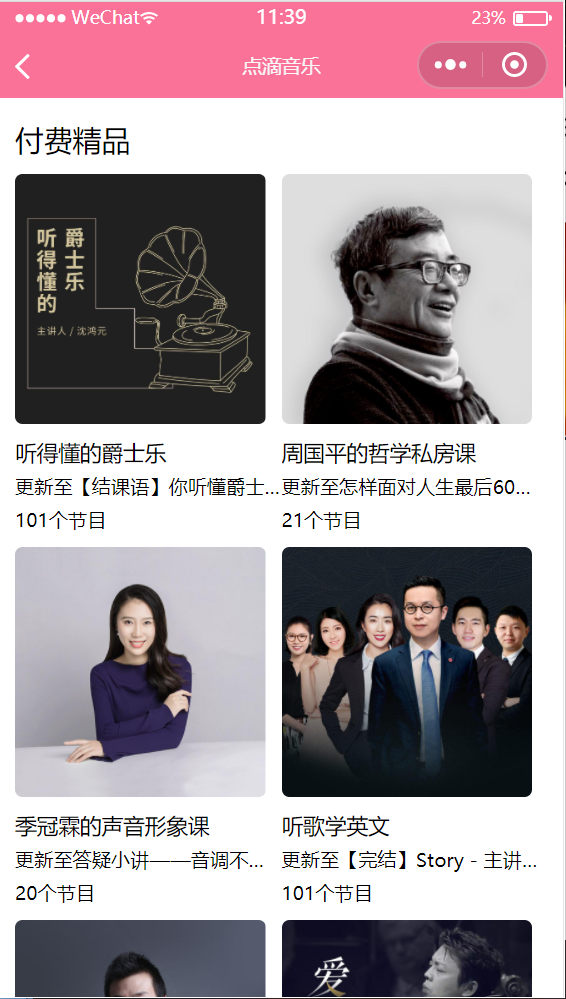 ●●●●● WeChat
11:39
23%
点滴音乐
付费精品
听得懂的
爵士乐
主讲人 / 沈鸿元
听得懂的爵士乐
周国平的哲学私房课
更新至【结课语】你听懂爵士...
更新至怎样面对人生最后60...
101个节目
21个节目
季冠霖的声音形象课
听歌学英文
更新至答疑小讲——音调不...
更新至【完结】Story - 主讲...
20个节目
101个节目
爱